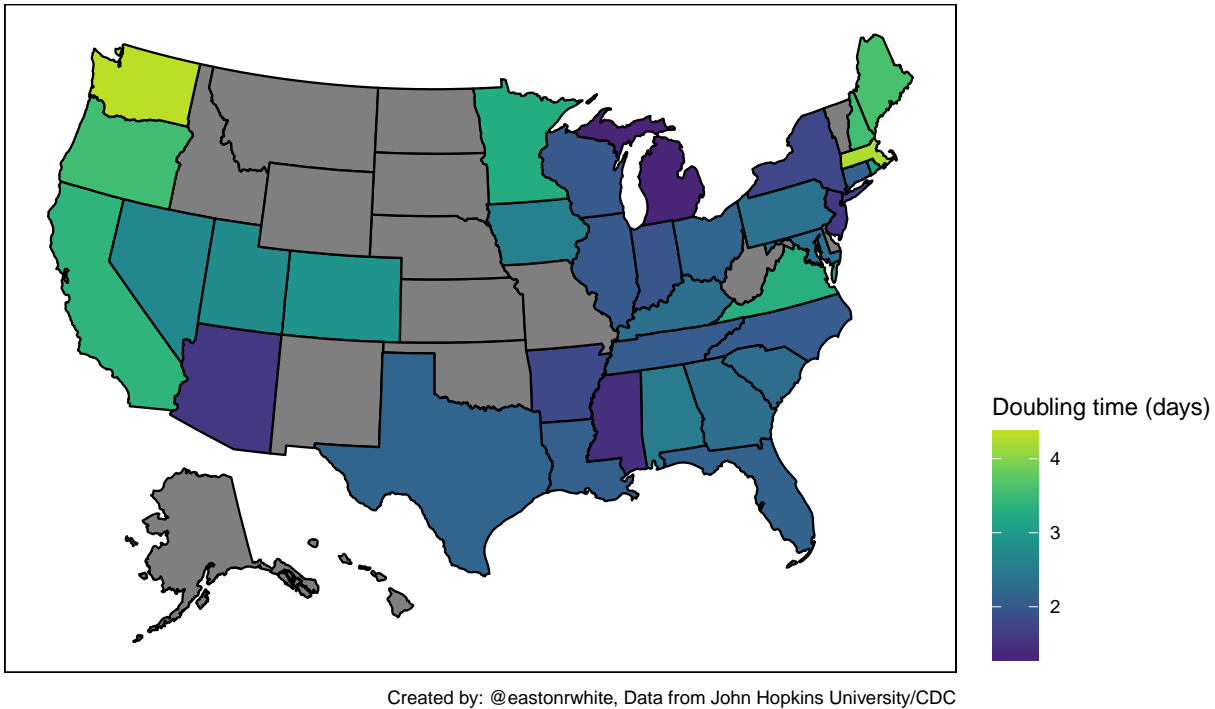 Doubling time (days)
4
3
2
Created by: @eastonrwhite, Data from John Hopkins University/CDC